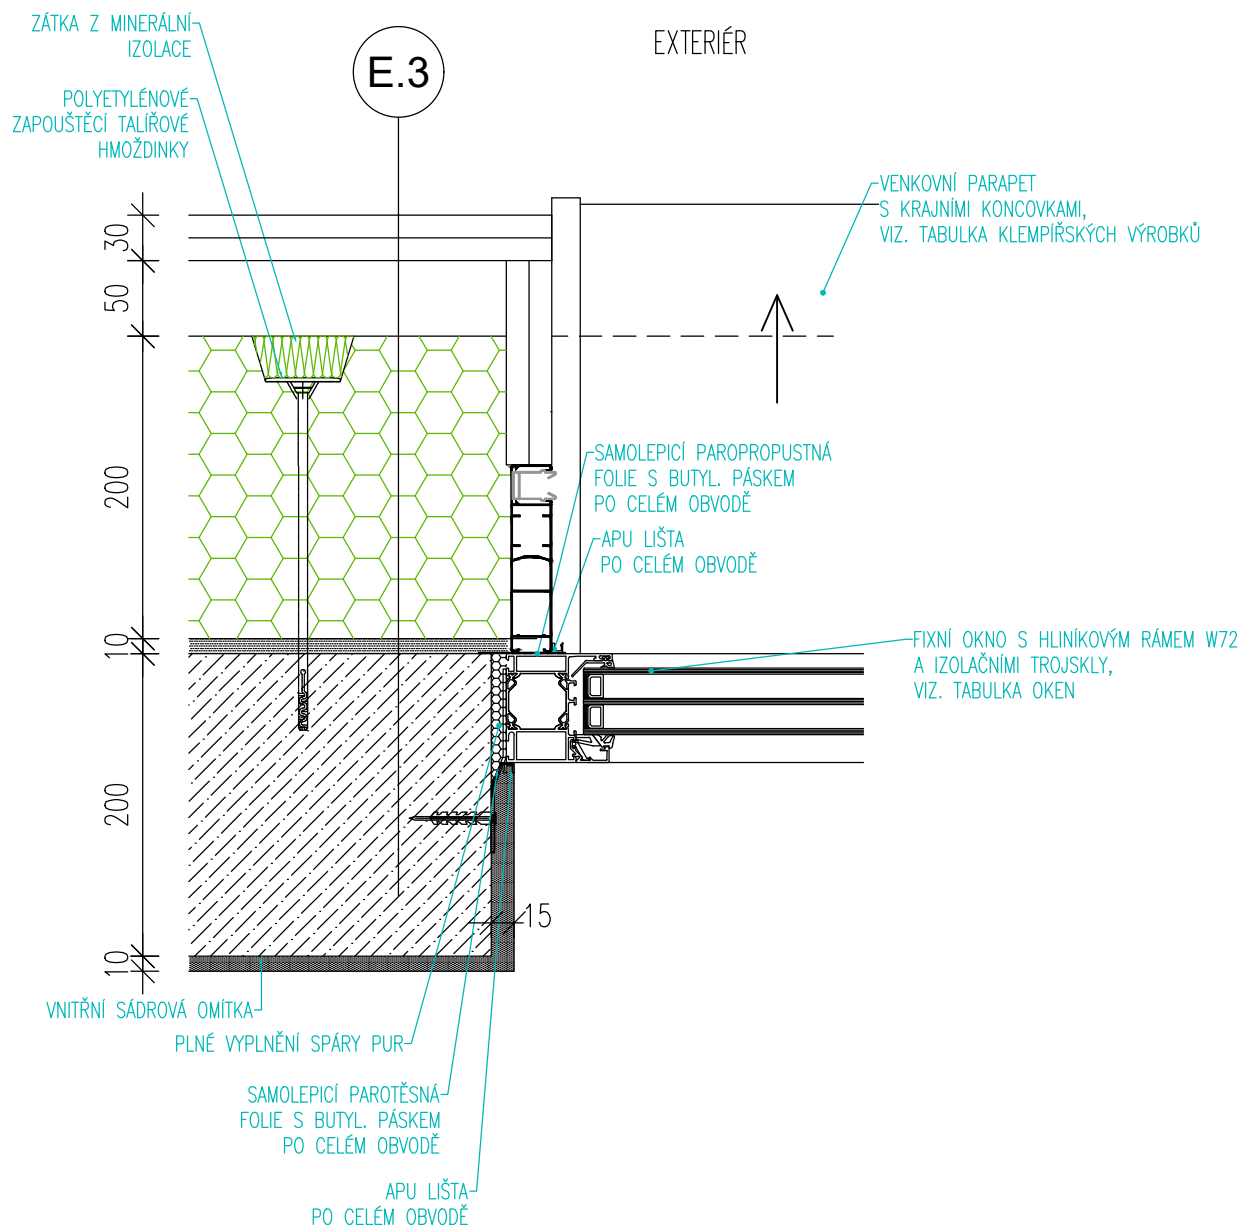 ZÁTKA Z MINERÁLNÍ
IZOLACE
E.3
EXTERIÉR
POLYETYLÉNOVÉ
ZAPOUŠTĚCÍ TALÍŘOVÉ
HMOŽDINKY
VENKOVNÍ PARAPET
S KRAJNÍMI KONCOVKAMI,
VIZ. TABULKA KLEMPÍŘSKÝCH VÝROBKŮ
30
50
200
10
200
10
SAMOLEPICÍ PAROPROPUSTNÁ
FOLIE S BUTYL. PÁSKEM
PO CELÉM OBVODĚ
APU LIŠTA
PO CELÉM OBVODĚ
FIXNÍ OKNO S HLINÍKOVÝM RÁMEM W72
A IZOLAČNÍMI TROJSKLY,
VIZ. TABULKA OKEN
15
VNITŘNÍ SÁDROVÁ OMÍTKA
PLNÉ VYPLNĚNÍ SPÁRY PUR
SAMOLEPICÍ PAROTĚSNÁ
FOLIE S BUTYL. PÁSKEM
PO CELÉM OBVODĚ
APU LIŠTA
PO CELÉM OBVODĚ